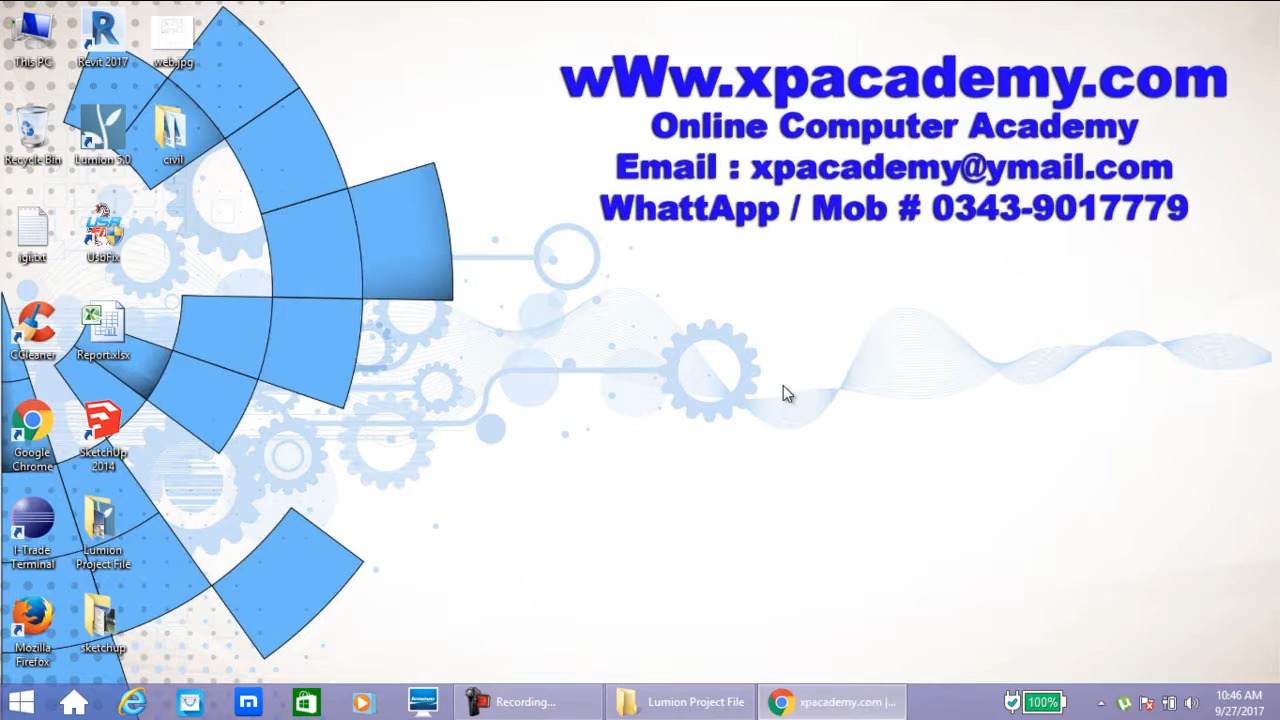 wWw.xpacademy.com
Online Computer Academy
Email : xpacademy@ymail.com
WhattApp / Mob # 0343-9017779
This PC
Revit 2017
web.jpg
Recycle Bin
Lumion 5.0
civil
igi.txt
UsbFix
CCleaner
Report.xlsx
Google
Chrome
SketchUp
2014
I-Trade
Terminal
Lumion
Project File
Mozilla
Firefox
sketchup
Recording...
Lumion Project File
xpacademy.com |...
100%
10:46 AM
9/27/2017